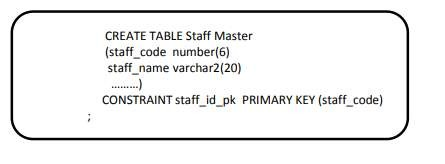 CREATE TABLE Staff Master
(staff_code number(6)
staff_name varchar2(20)
.........)
CONSTRAINT staff_id_pk PRIMARY KEY (staff_code)
;